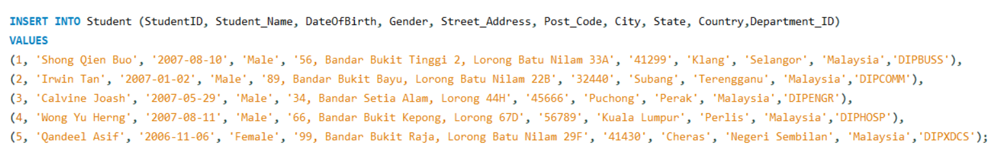 INSERT INTO Student (StudentID, Student_Name, DateOfBirth, Gender, Street_Address, Post_Code, City, State, Country,Department_ID)
VALUES
(1, 'Shong Qien Buo', '2007-08-10', 'Male', '56, Bandar Bukit Tinggi 2, Lorong Batu Nilam 33A', '41299', 'Klang', 'Selangor', 'Malaysia','DIPBUSS'),
(2, 'Irwin Tan', '2007-01-02', 'Male', '89, Bandar Bukit Bayu, Lorong Batu Nilam 22B', '32440', 'Subang', 'Terengganu', 'Malaysia','DIPCOMM'),
(3, 'Calvine Joash', '2007-05-29', 'Male', '34, Bandar Setia Alam, Lorong 44H', '45666', 'Puchong', 'Perak', 'Malaysia','DIPENGR'),
(4, 'Wong Yu Herng', '2007-08-11', 'Male', '66, Bandar Bukit Kepong, Lorong 67D', '56789', 'Kuala Lumpur', 'Perlis', 'Malaysia','DIPHOSP'),
(5, 'Qandeel Asif', '2006-11-06', 'Female', '99, Bandar Bukit Raja, Lorong Batu Nilam 29F', '41430', 'Cheras', 'Negeri Sembilan', 'Malaysia','DIPXDCS');